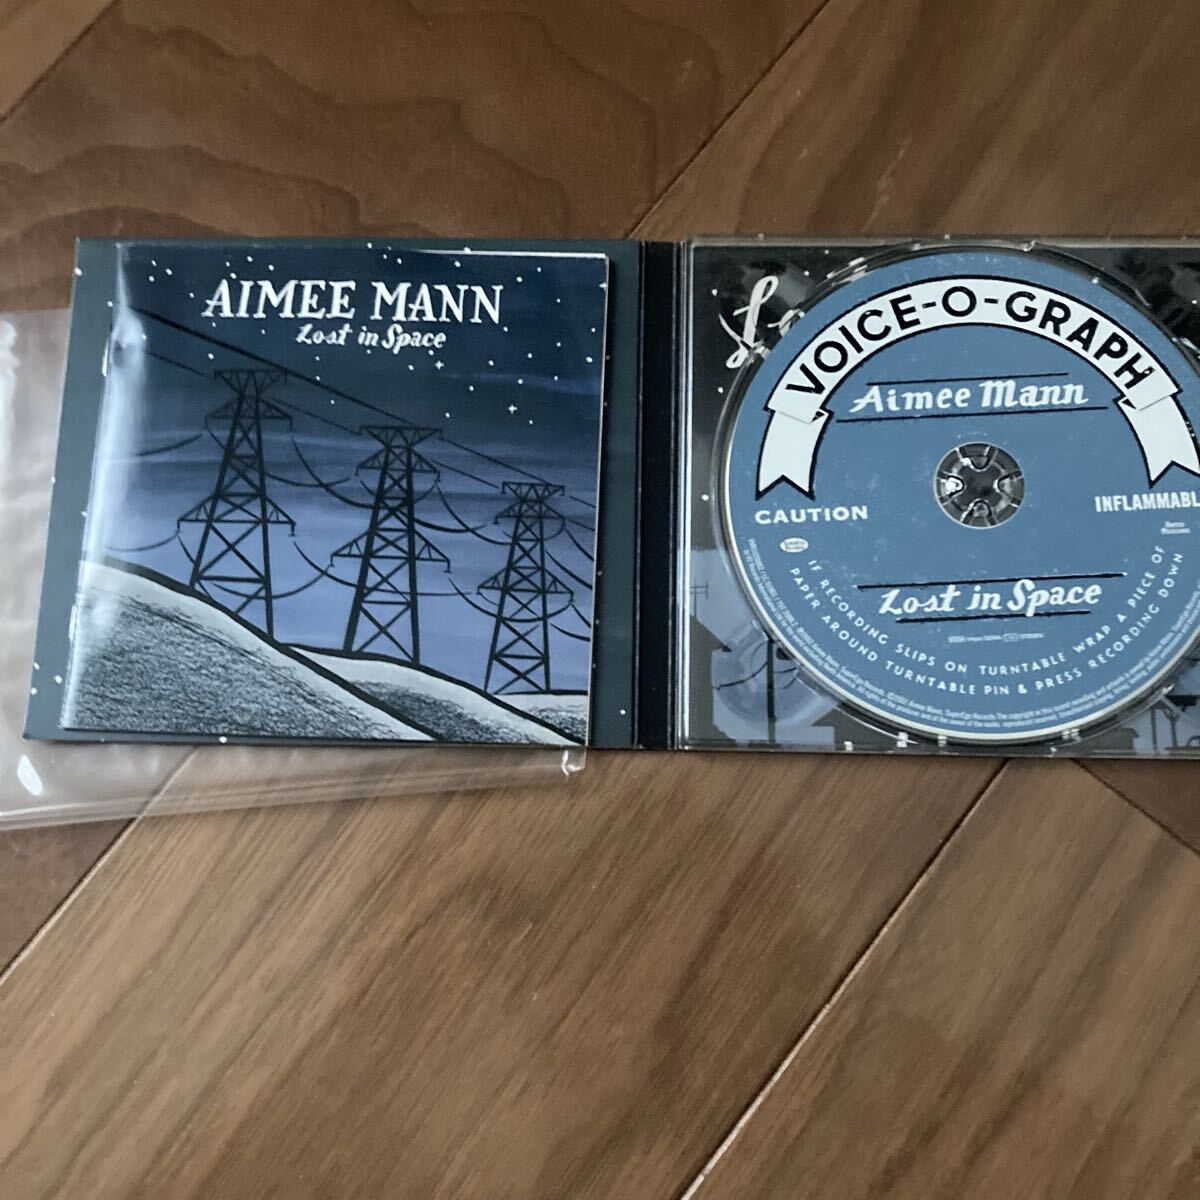 AIMEE MANN
Lost in Space
VOICE-O-GRAPH
Aimee Mann
CAUTION
INFLAMMABL
Lost in Space
IF RECORDING SLIPS ON TURNTABLE WRAP A PIECE OF
PAPER AROUND TURNTABLE PIN & PRESS RECORDING DOWN